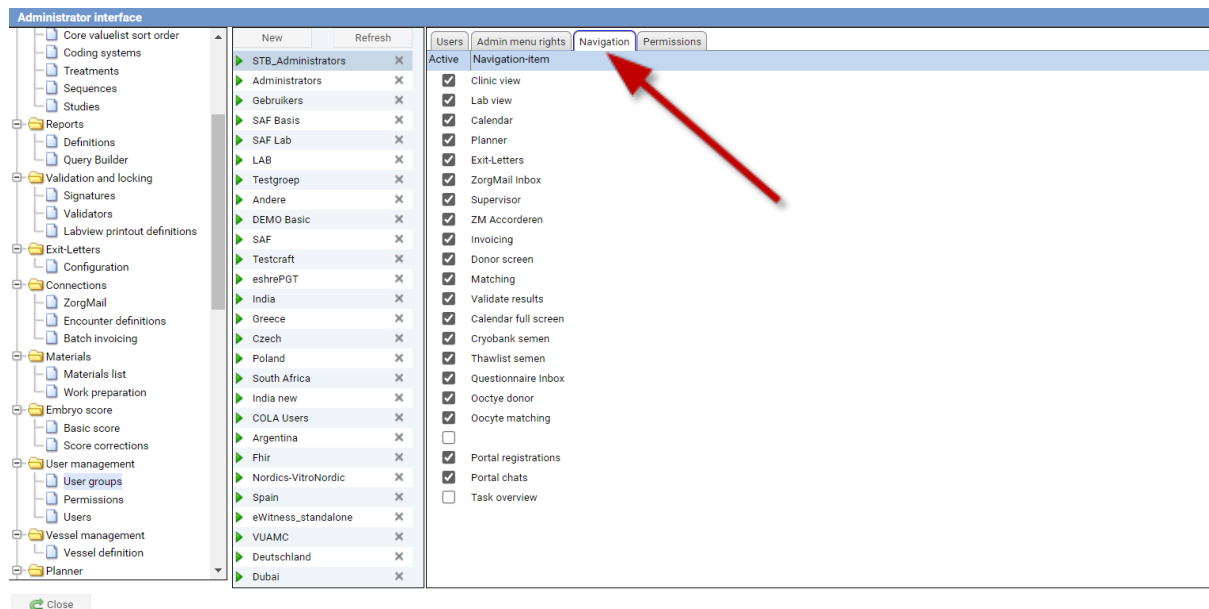 Administrator interface
Core valuelist sort order
Coding systems
Treatments
Sequences
Studies
Reports
Definitions
Query Builder
Validation and locking
Signatures
Validators
Labview printout definitions
Exit-Letters
Configuration
Connections
ZorgMail
Encounter definitions
Batch invoicing
Materials
Materials list
Work preparation
Embryo score
Basic score
Score corrections
User management
User groups
Permissions
Users
Vessel management
Vessel definition
Planner
New Refresh
STB_Administrators
Administrators
Gebruikers
SAF Basis
SAF Lab
LAB
Testgroep
Andere
DEMO Basic
SAF
Testcraft
eshrePGT
India
Greece
Czech
Poland
South Africa
India new
COLA Users
Argentina
Fhir
Nordics-VitroNordic
Spain
eWitness_standalone
VUAMC
Deutschland
Dubai
Users Admin menu rights Navigation Permissions
Active Navigation-item
Clinic view
Lab view
Calendar
Planner
Exit-Letters
ZorgMail Inbox
Supervisor
ZM Accorderen
Invoicing
Donor screen
Matching
Validate results
Calendar full screen
Cryobank semen
Thawlist semen
Questionnaire Inbox
Ooctye donor
Oocyte matching
Portal registrations
Portal chats
Task overview
Close